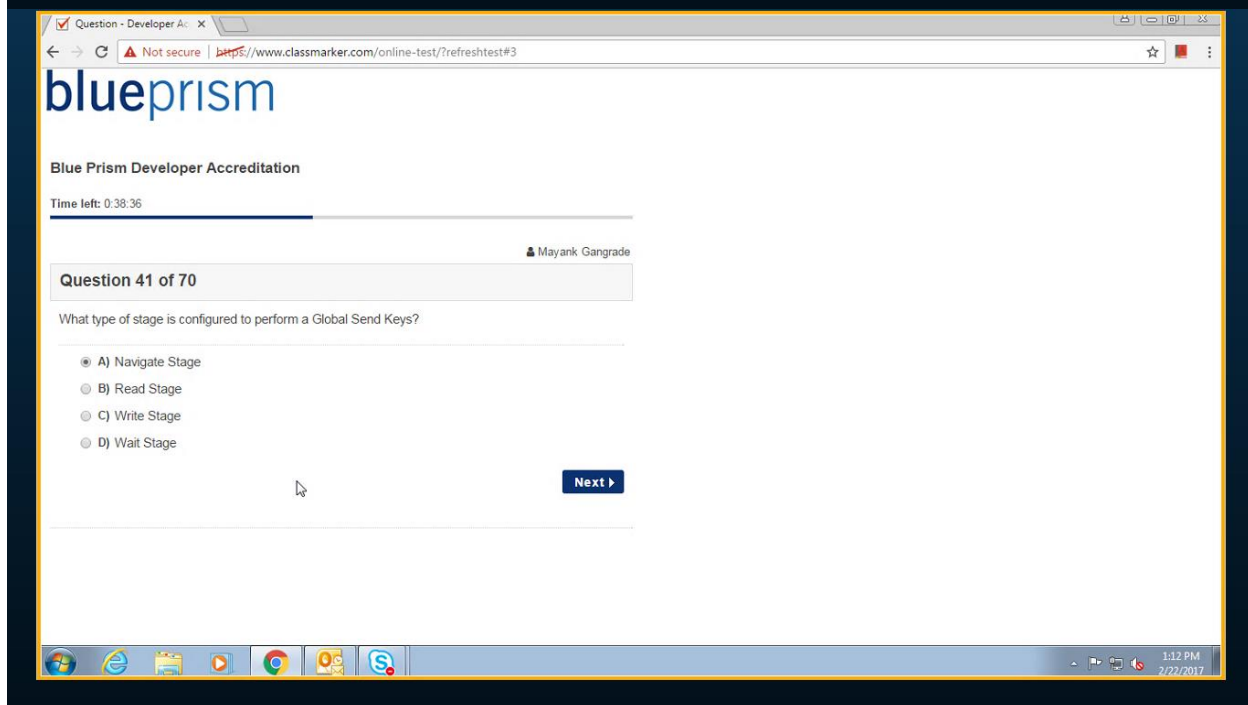 Question - Developer Ac
Not secure | https://www.classmarker.com/online-test/?refreshtest#3
blueprism
Blue Prism Developer Accreditation
Time left: 0:38:36
Mayank Gangrade
Question 41 of 70
What type of stage is configured to perform a Global Send Keys?
A) Navigate Stage
B) Read Stage
C) Write Stage
D) Wait Stage
Next
1:12 PM
2/22/2017